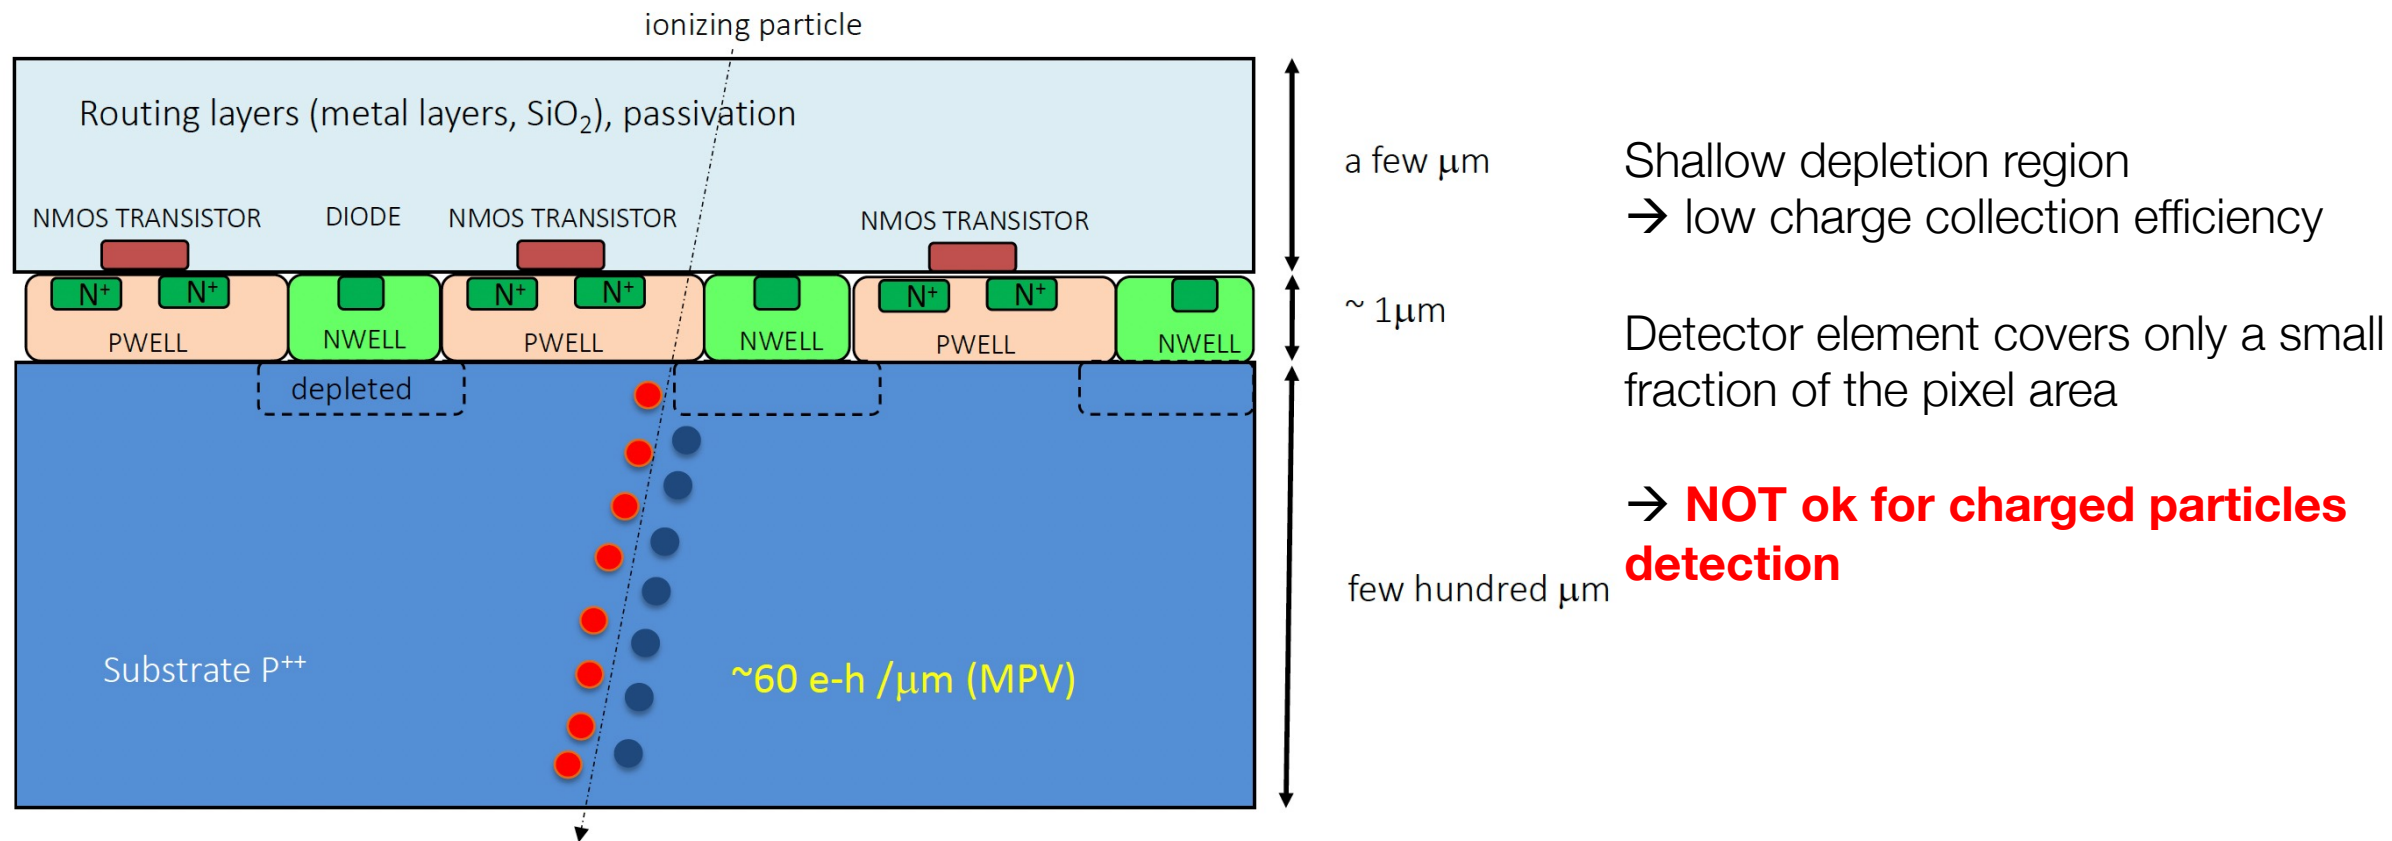 ionizing particle
Routing layers (metal layers, SiO2), passivation
NMOS TRANSISTOR
DIODE
NMOS TRANSISTOR
NMOS TRANSISTOR
N+
N+
N+
N+
N+
N+
PWELL
NWELL
PWELL
NWELL
PWELL
NWELL
depleted
Substrate P++
~60 e-h /μm (MPV)
a few μm
~ 1μm
few hundred μm
Shallow depletion region
→ low charge collection efficiency
Detector element covers only a small
fraction of the pixel area
→ NOT ok for charged particles
detection